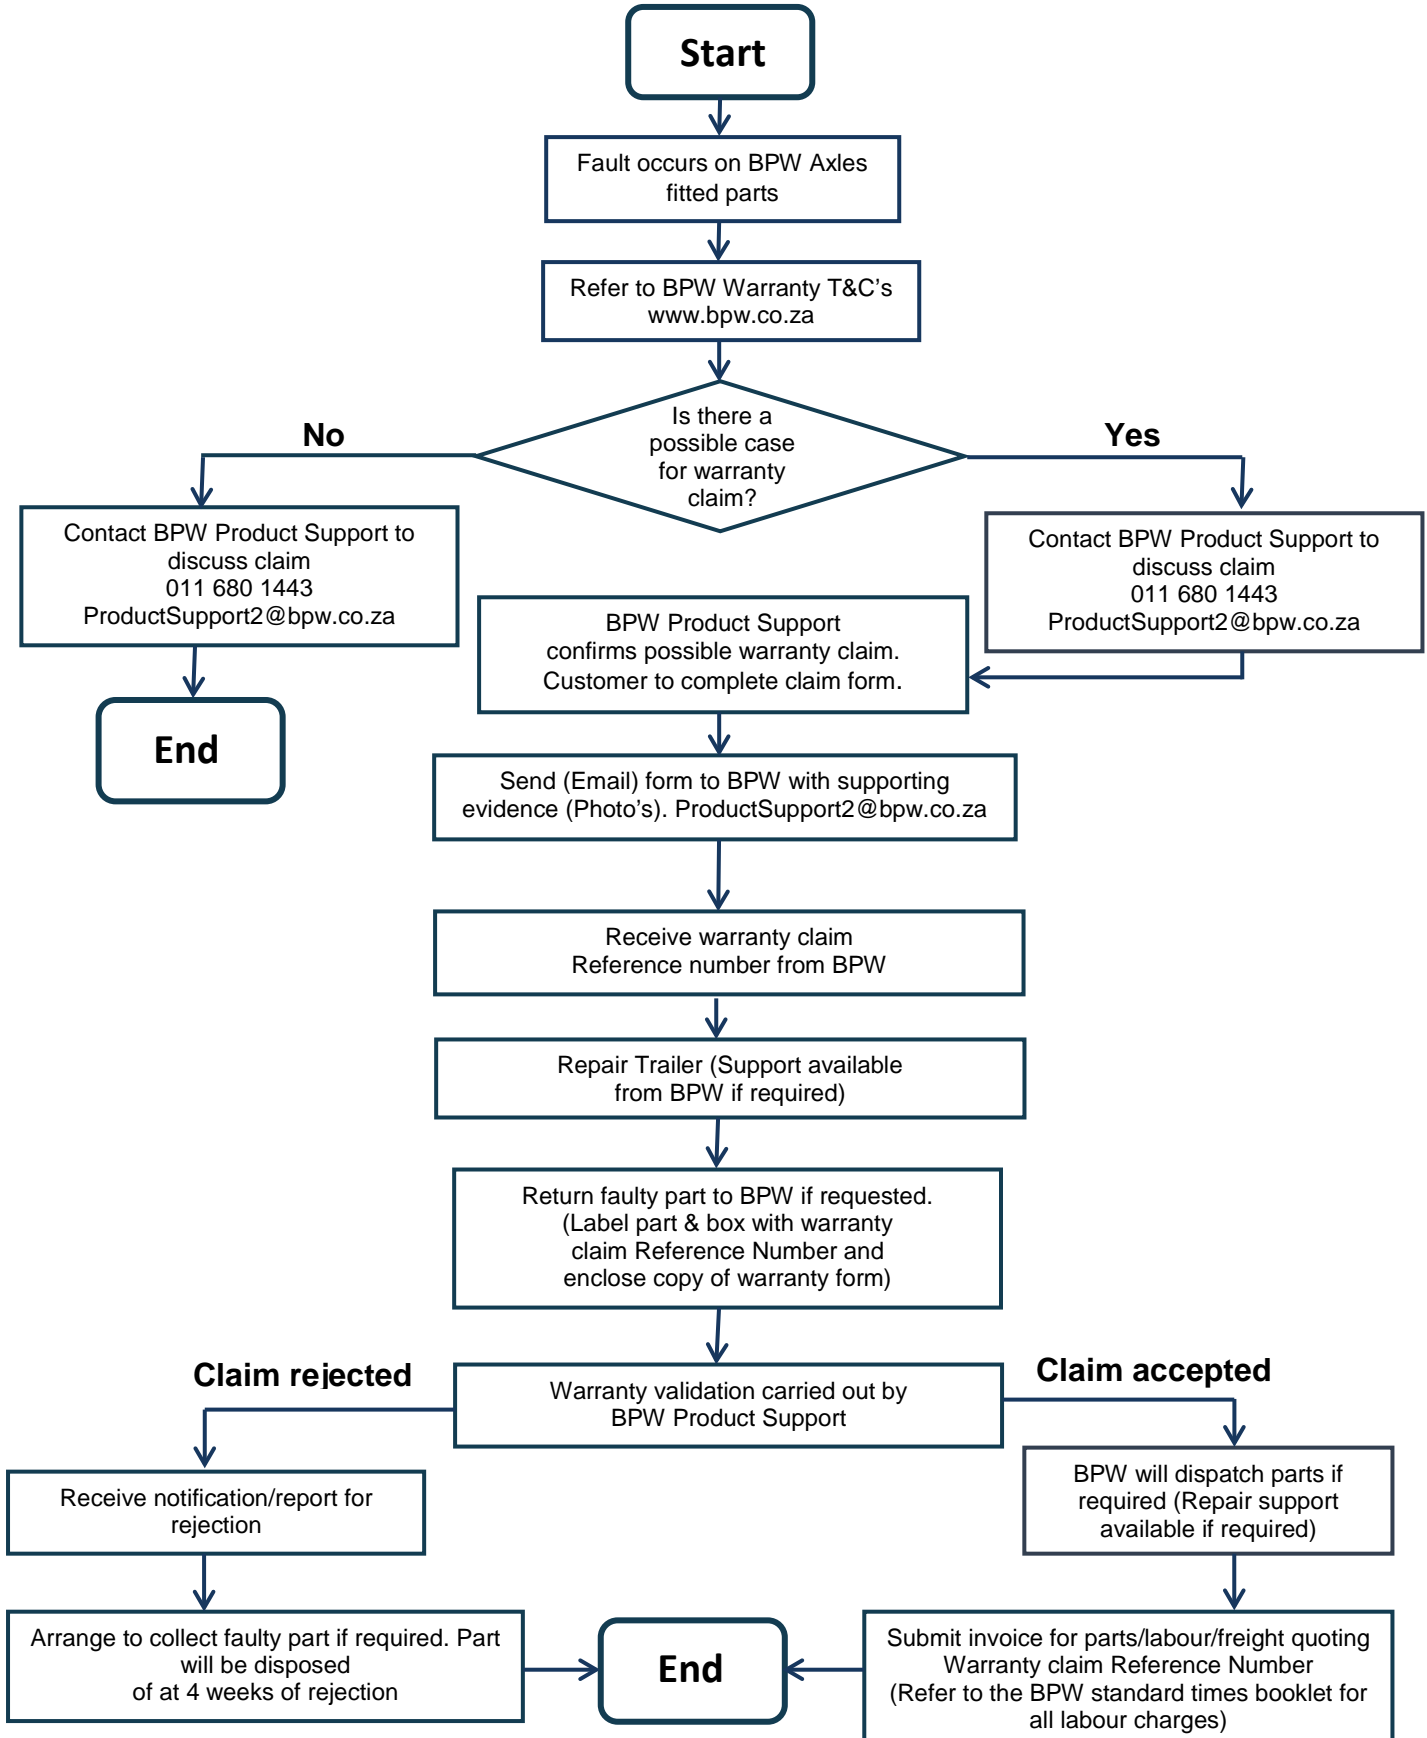 Start
Fault occurs on BPW Axles
fitted parts
Refer to BPW Warranty T&C’s
www.bpw.co.za
Is there a
possible case
for warranty
claim?
No
Yes
Contact BPW Product Support to
discuss claim
011 680 1443
ProductSupport2@bpw.co.za
End
Contact BPW Product Support to
discuss claim
011 680 1443
ProductSupport2@bpw.co.za
BPW Product Support
confirms possible warranty claim.
Customer to complete claim form.
Send (Email) form to BPW with supporting
evidence (Photo’s). ProductSupport2@bpw.co.za
Receive warranty claim
Reference number from BPW
Repair Trailer (Support available
from BPW if required)
Return faulty part to BPW if requested.
(Label part & box with warranty
claim Reference Number and
enclose copy of warranty form)
Warranty validation carried out by
BPW Product Support
Claim rejected
Claim accepted
Receive notification/report for
rejection
BPW will dispatch parts if
required (Repair support
available if required)
Arrange to collect faulty part if required. Part
will be disposed
of at 4 weeks of rejection
End
Submit invoice for parts/labour/freight quoting
Warranty claim Reference Number
(Refer to the BPW standard times booklet for
all labour charges)